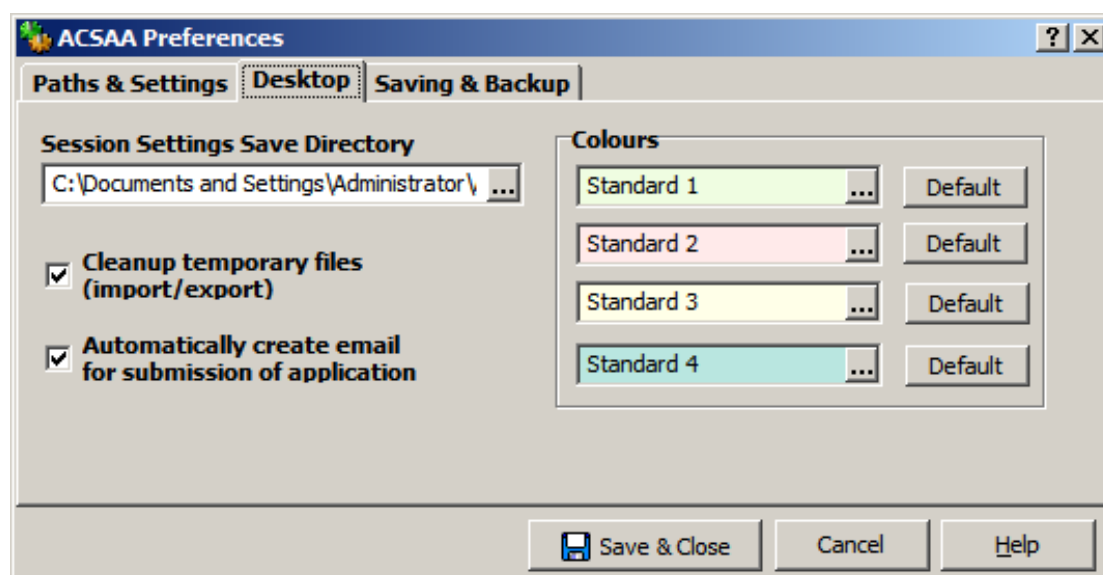 ACSAA Preferences
Paths & Settings Desktop Saving & Backup
Session Settings Save Directory
C:\Documents and Settings\Administrator\ ...
Cleanup temporary files
(import/export)
Automatically create email
for submission of application
Colours
Standard 1 ... Default
Standard 2 ... Default
Standard 3 ... Default
Standard 4 ... Default
Save & Close Cancel Help